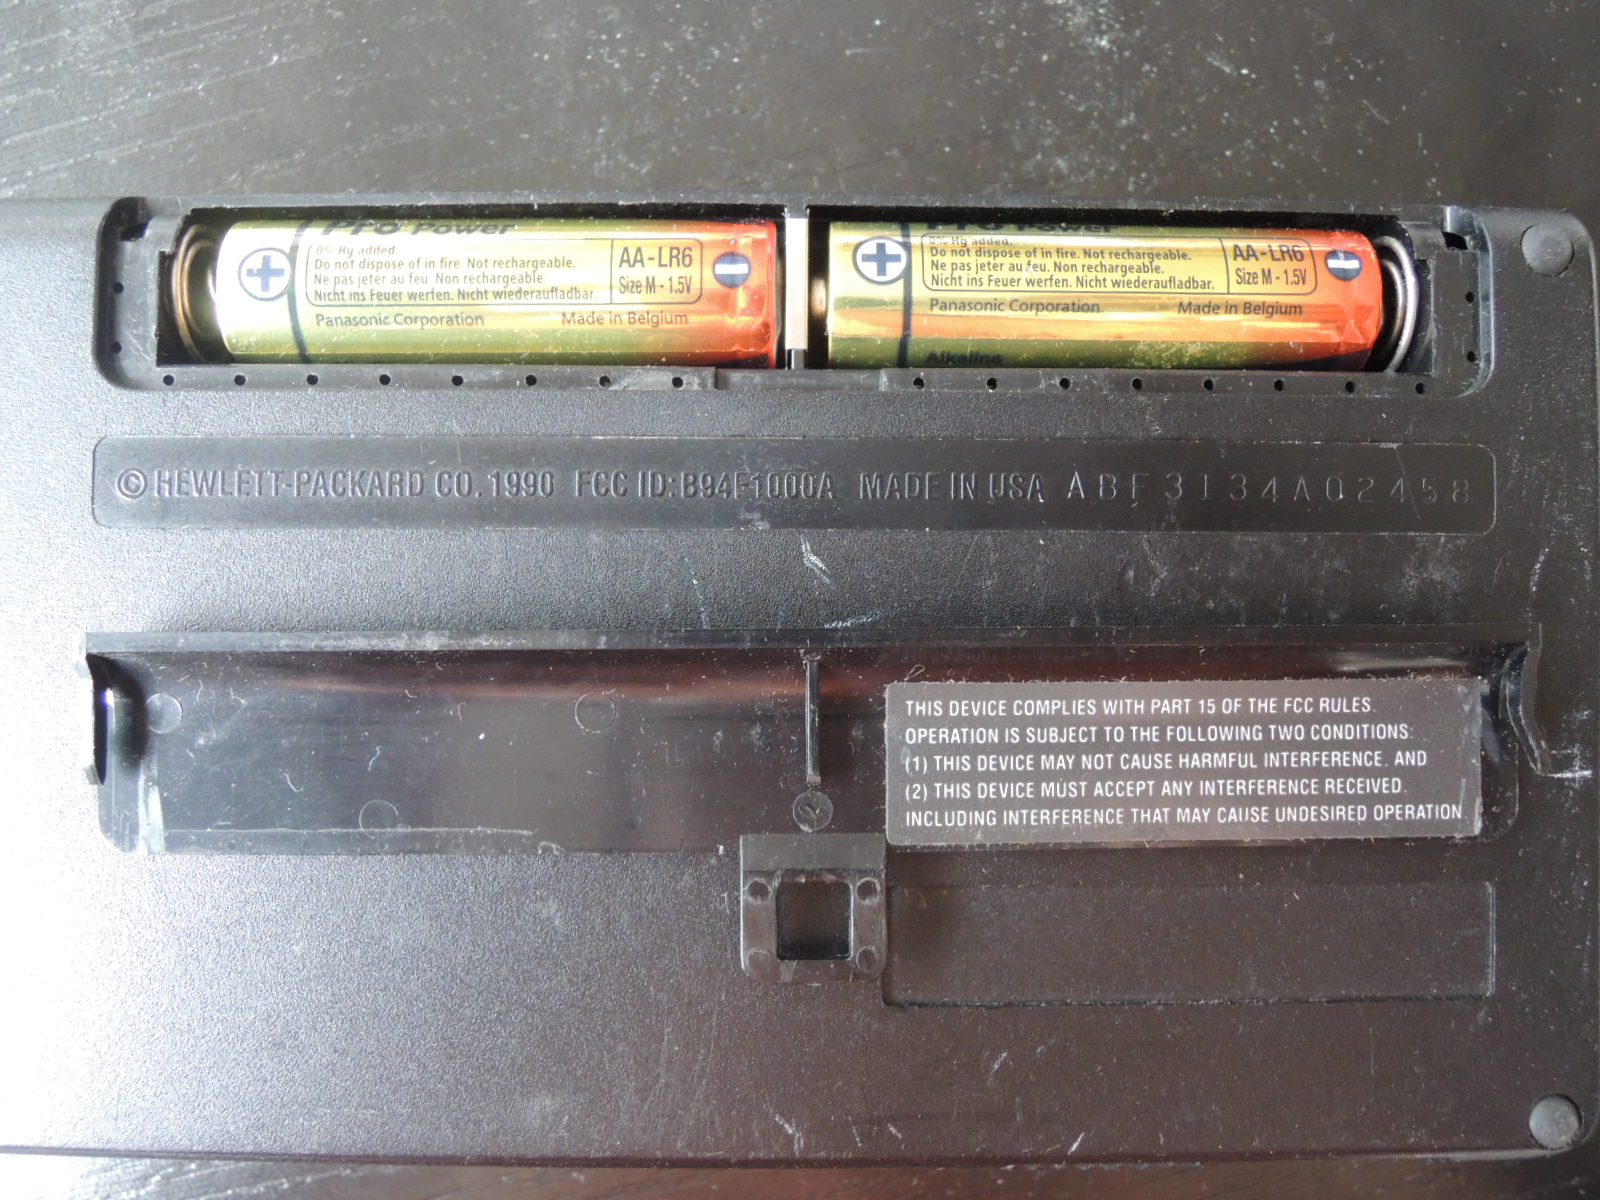 Pro Power
0% Hg added.
Do not dispose of in fire. Not rechargeable.
Ne pas jeter au feu. Non rechargeable
Nicht ins Feuer werfen. Nicht wiederaufladbar.
AA-LR6
Size M - 1.5V
Panasonic Corporation Made in Belgium
Pro Power
0% Hg added.
Do not dispose of in fire. Not rechargeable.
Ne pas jeter au feu. Non rechargeable.
Nicht ins Feuer werfen. Nicht wiederaufladbar.
AA-LR6
Size M - 1.5V
Panasonic Corporation Made in Belgium
Alkaline
© HEWLETT-PACKARD CO. 1990 FCC ID: B94F1000A MADE IN USA ABF3134A02458
THIS DEVICE COMPLIES WITH PART 15 OF THE FCC RULES.
OPERATION IS SUBJECT TO THE FOLLOWING TWO CONDITIONS:
(1) THIS DEVICE MAY NOT CAUSE HARMFUL INTERFERENCE. AND
(2) THIS DEVICE MUST ACCEPT ANY INTERFERENCE RECEIVED.
INCLUDING INTERFERENCE THAT MAY CAUSE UNDESIRED OPERATION